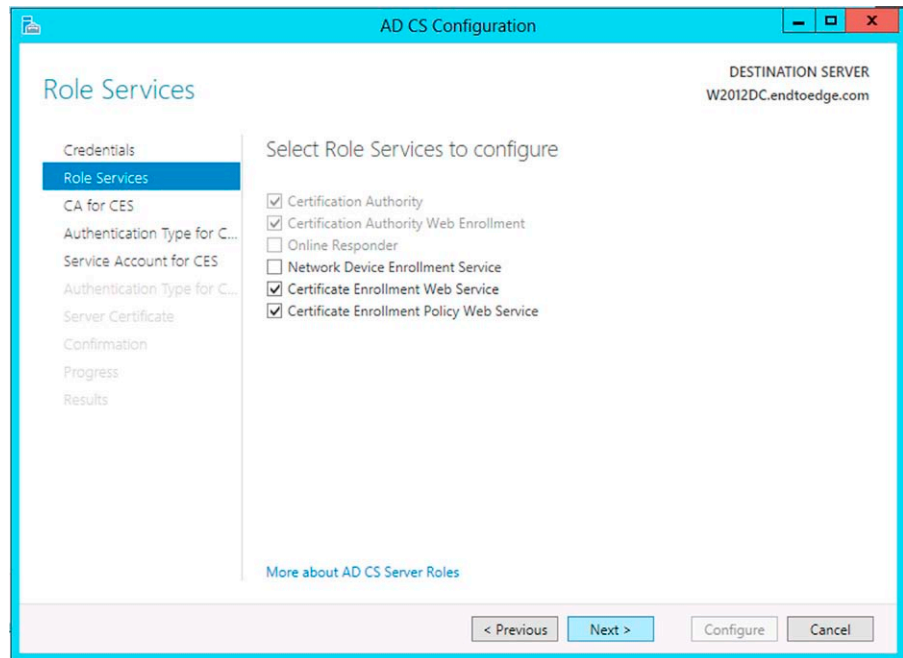 AD CS Configuration
Role Services
DESTINATION SERVER
W2012DC.endtoedge.com
Credentials
Role Services
CA for CES
Authentication Type for C...
Service Account for CES
Authentication Type for C...
Server Certificate
Confirmation
Progress
Results
Select Role Services to configure
Certification Authority
Certification Authority Web Enrollment
Online Responder
Network Device Enrollment Service
Certificate Enrollment Web Service
Certificate Enrollment Policy Web Service
More about AD CS Server Roles
< Previous
Next >
Configure
Cancel